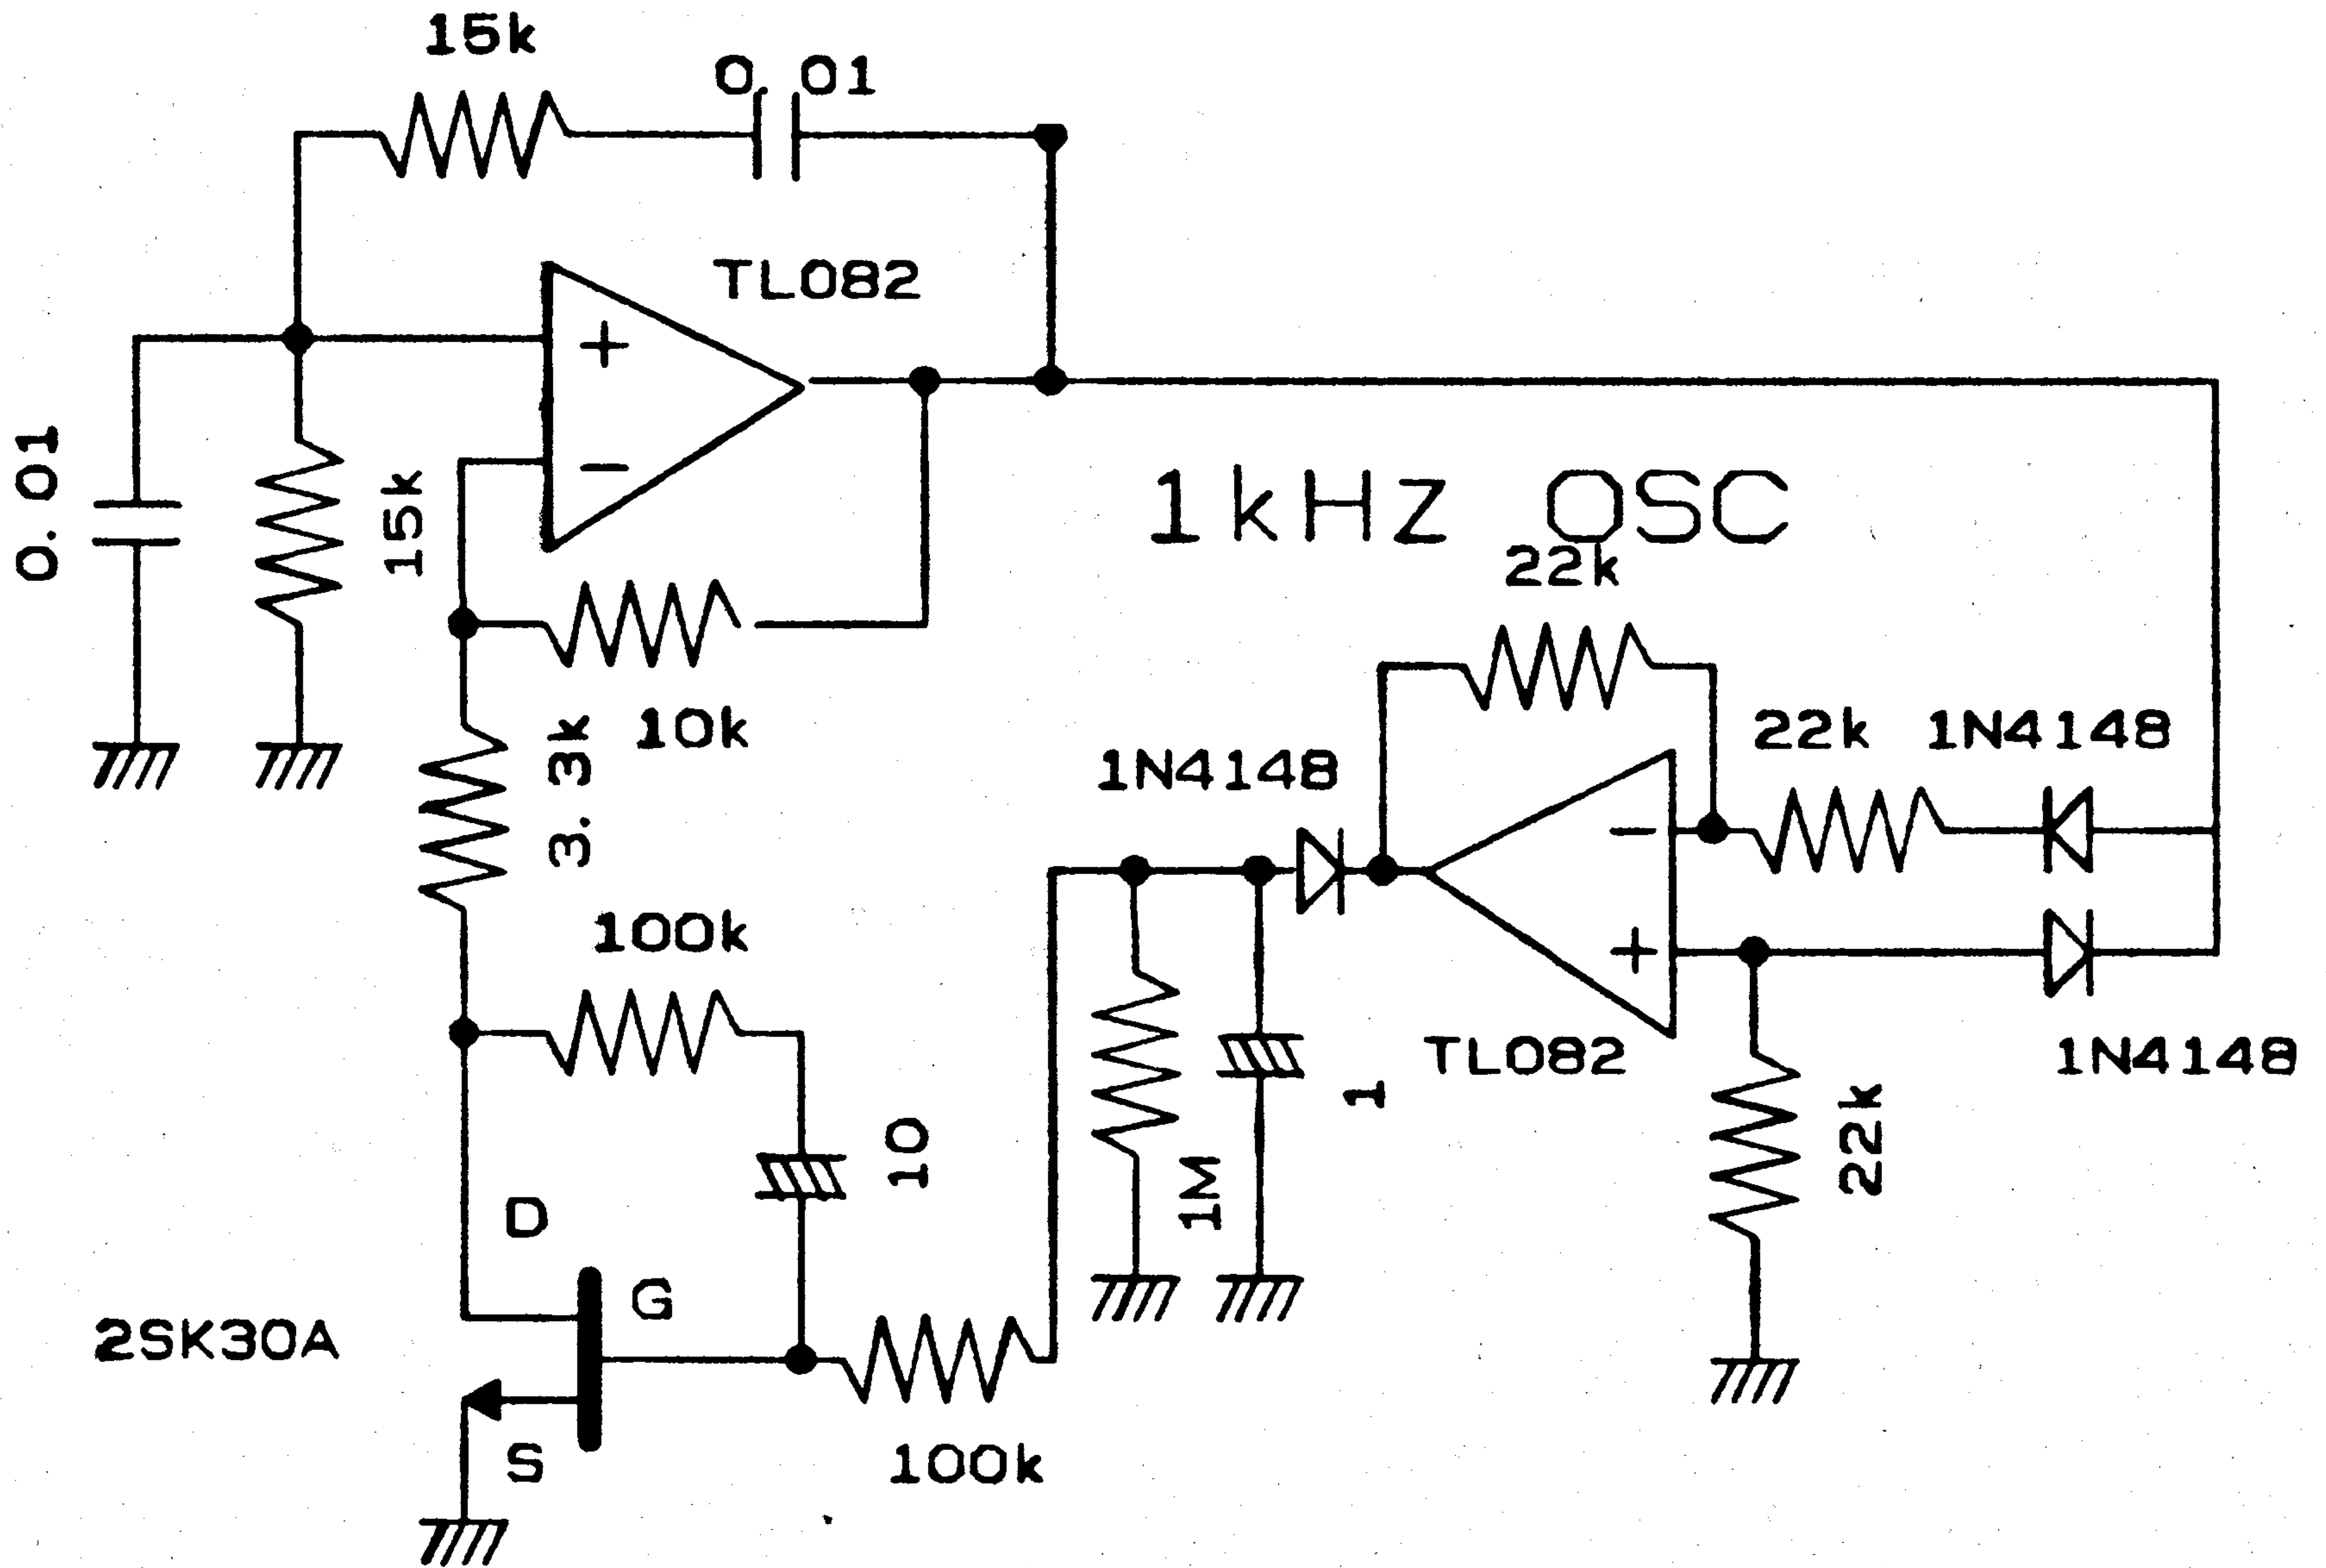 15k
0.01
TL082
+
0.01
15k
−
1kHz OSC
22k
10k
3.3k
22k
1N4148
1N4148
−
100k
+
TL082
1N4148
1
10
22k
1M
D
G
2SK30A
S
100k